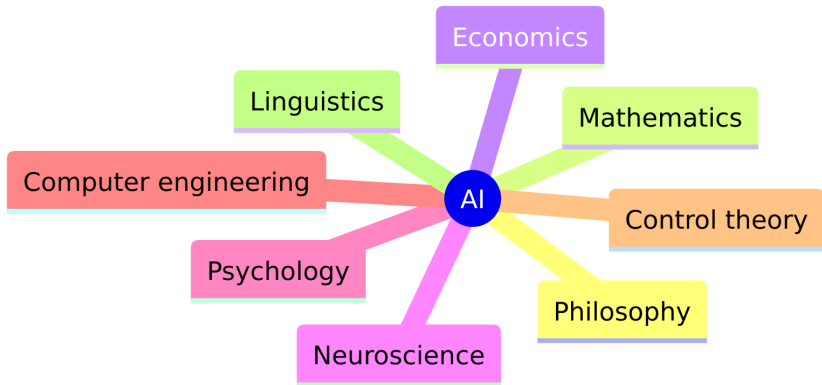 Economics
Linguistics
Mathematics
Computer engineering
AI
Control theory
Psychology
Philosophy
Neuroscience